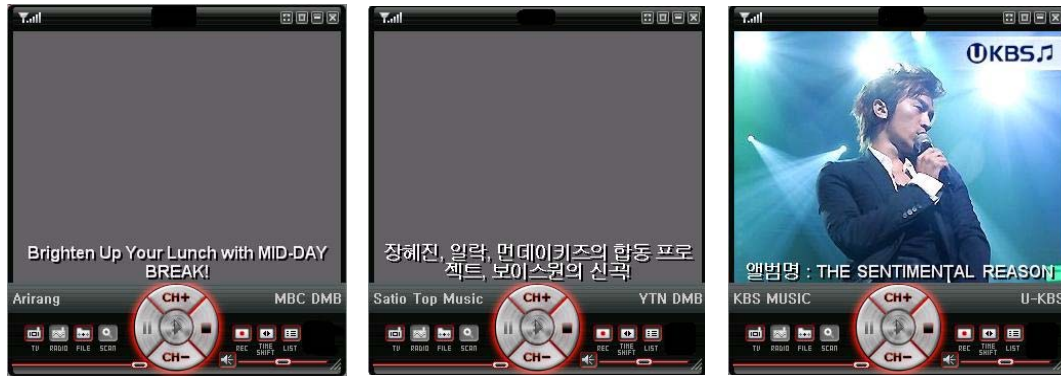 Brighten Up Your Lunch with MID-DAY
BREAK!
Arirang
MBC DMB
CH+
TV
RADIO
FILE
SCAN
REC
TIME
SHIFT
LIST
CH-
장혜진, 일락, 먼데이키즈의 합동 프로
젝트, 보이스원의 신곡!
Satio Top Music
YTN DMB
CH+
TV
RADIO
FILE
SCAN
REC
TIME
SHIFT
LIST
CH-
UKBS♫
앨범명 : THE SENTIMENTAL REASON
KBS MUSIC
U-KBS
CH+
TV
RADIO
FILE
SCAN
REC
TIME
SHIFT
LIST
CH-